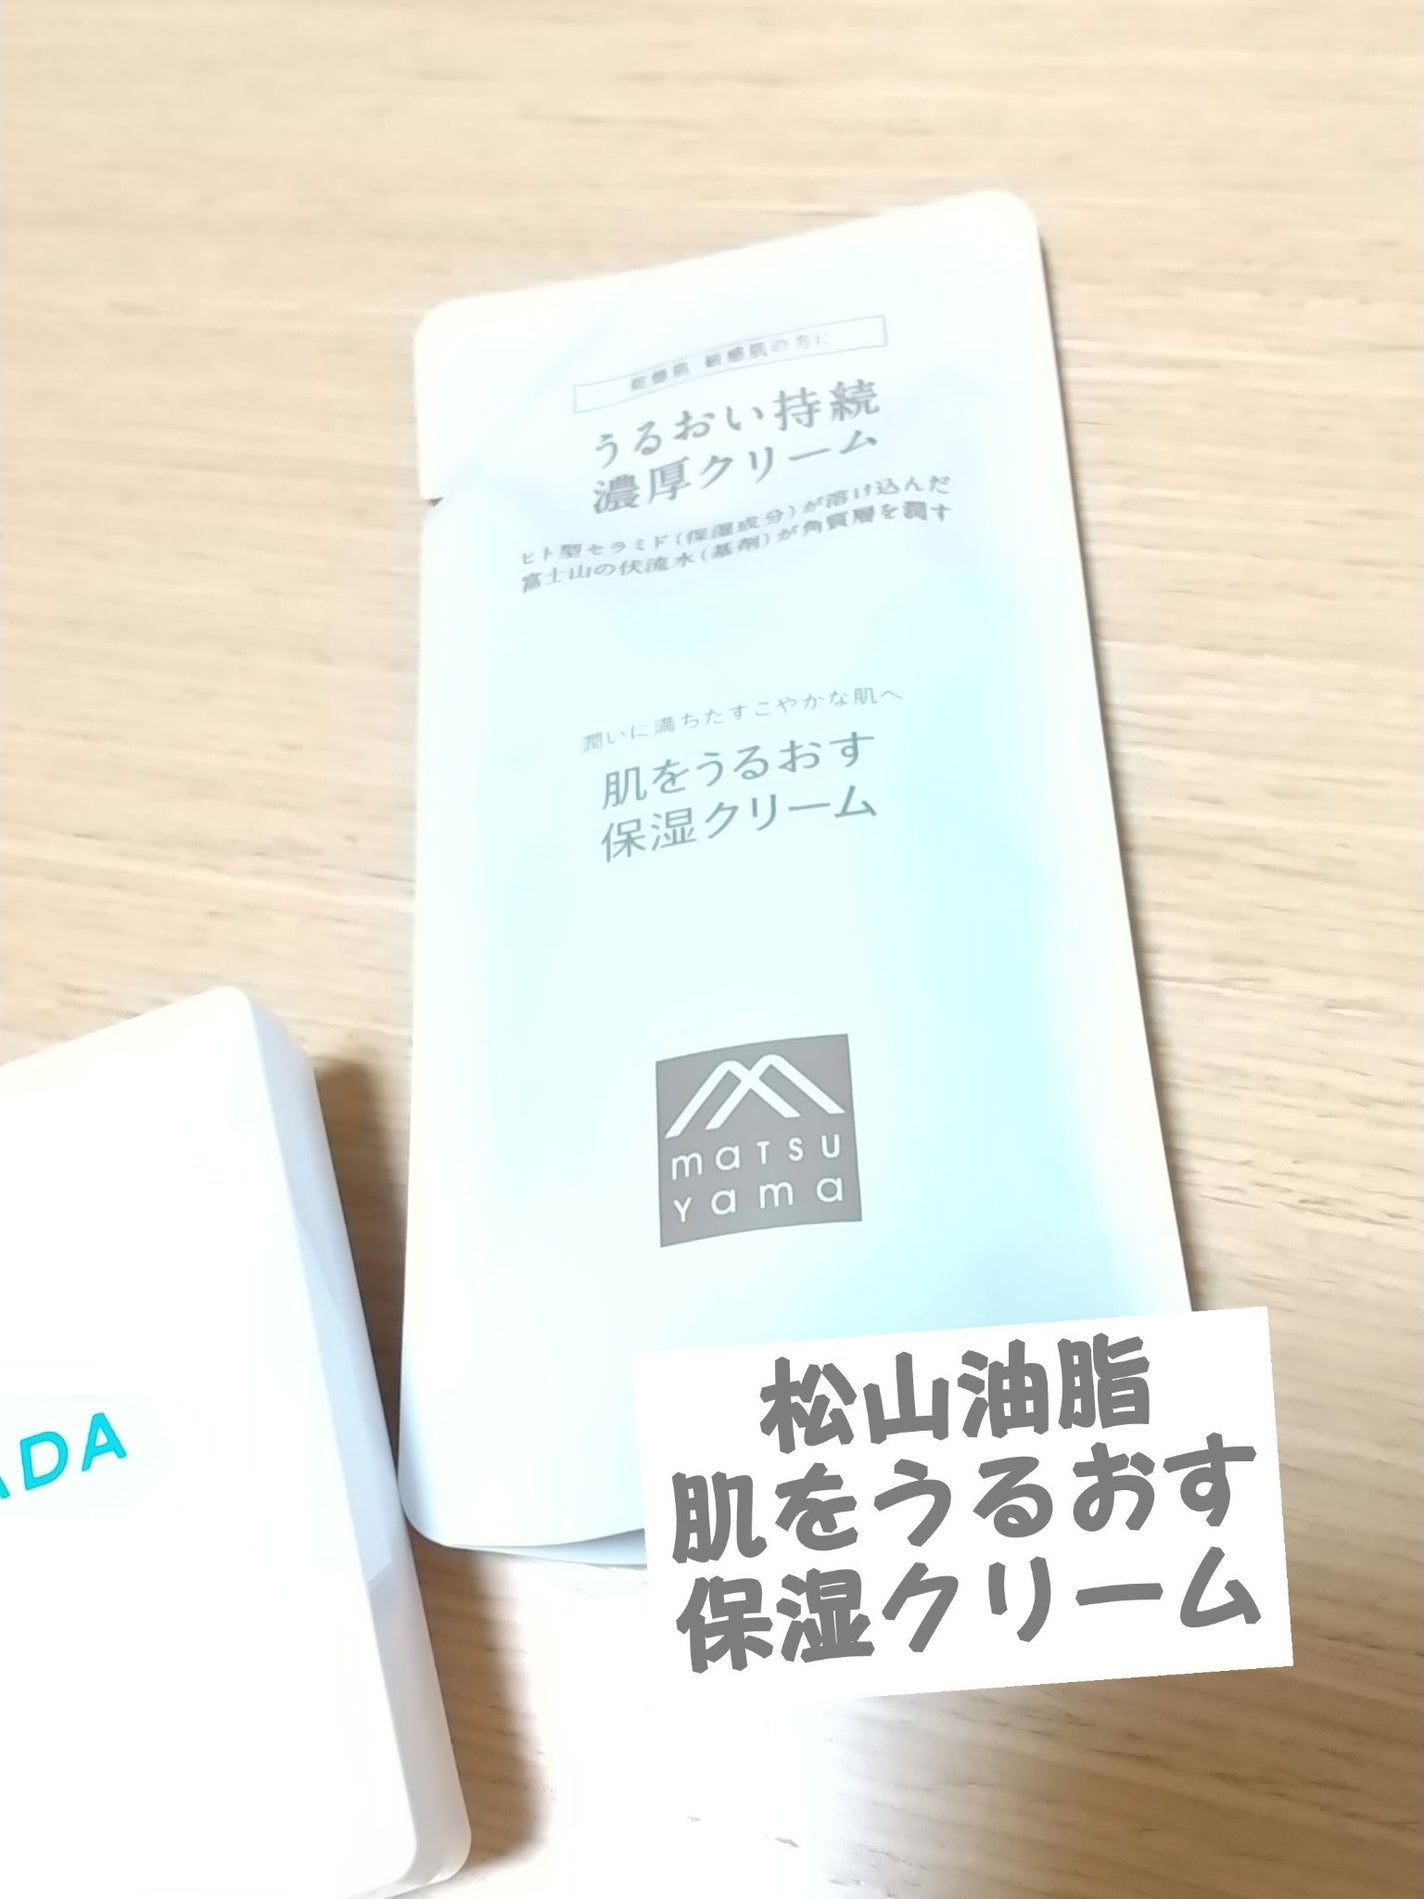 乾燥肌 敏感肌の方に
うるおい持続
濃厚クリーム
ヒト型セラミド(保湿成分)が溶け込んだ
富士山の伏流水(基剤)が角質層を潤す
潤いに満ちたすこやかな肌へ
肌をうるおす
保湿クリーム
matsu
yama
ADA
松山油脂
肌をうるおす
保湿クリーム